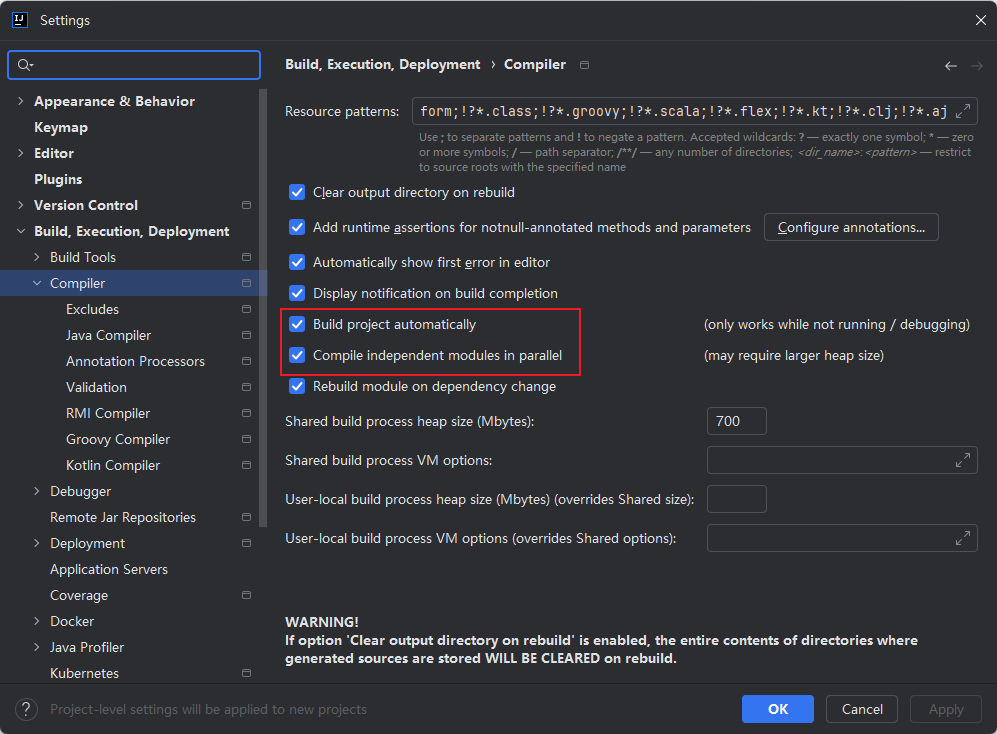 Settings
Appearance & Behavior
Keymap
Editor
Plugins
Version Control
Build, Execution, Deployment
Build Tools
Compiler
Excludes
Java Compiler
Annotation Processors
Validation
RMI Compiler
Groovy Compiler
Kotlin Compiler
Debugger
Remote Jar Repositories
Deployment
Application Servers
Coverage
Docker
Java Profiler
Kubernetes
Build, Execution, Deployment › Compiler
Resource patterns: form;!?*.class;!?*.groovy;!?*.scala;!?*.flex;!?*.kt;!?*.clj;!?*.aj
Use ; to separate patterns and ! to negate a pattern. Accepted wildcards: ? — exactly one symbol; * — zero
or more symbols; / — path separator; /**/ — any number of directories; <dir_name>:<pattern> — restrict
to source roots with the specified name
Clear output directory on rebuild
Add runtime assertions for notnull-annotated methods and parameters Configure annotations...
Automatically show first error in editor
Display notification on build completion
Build project automatically (only works while not running / debugging)
Compile independent modules in parallel (may require larger heap size)
Rebuild module on dependency change
Shared build process heap size (Mbytes): 700
Shared build process VM options:
User-local build process heap size (Mbytes) (overrides Shared size):
User-local build process VM options (overrides Shared options):
WARNING!
If option 'Clear output directory on rebuild' is enabled, the entire contents of directories where
generated sources are stored WILL BE CLEARED on rebuild.
? Project-level settings will be applied to new projects
OK Cancel Apply